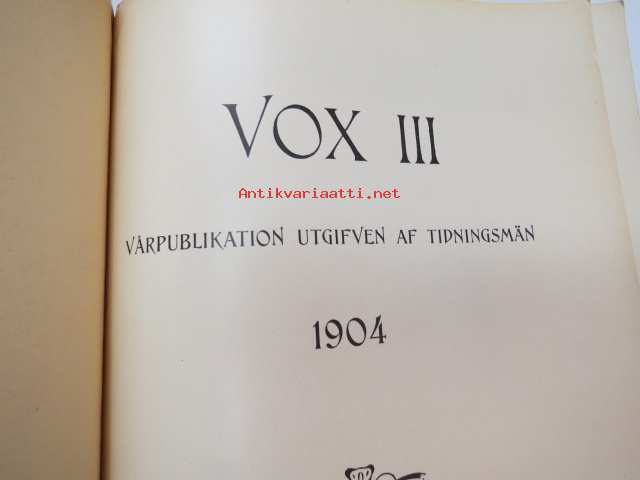 VOX III
Antikvariaatti.net
VÅRPUBLIKATION UTGIFVEN AF TIDNINGSMÄN
1904